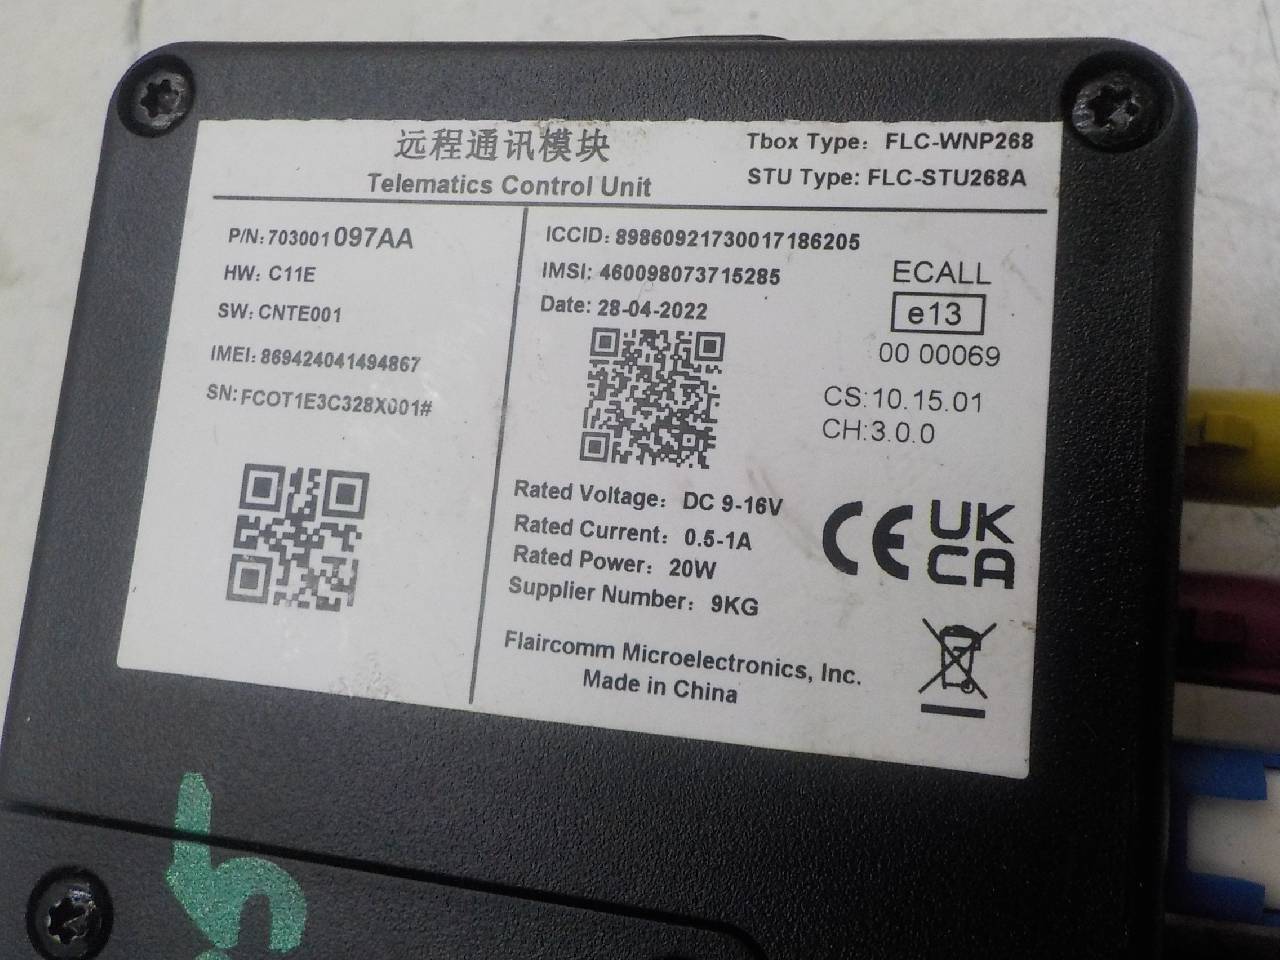 远程通讯模块
Telematics Control Unit
Tbox Type: FLC-WNP268
STU Type: FLC-STU268A
P/N:703001 097AA
HW: C11E
SW: CNTE001
IMEI: 869424041494867
SN: FCOT1E3C328X001#
ICCID: 89860921730017186205
IMSI: 460098073715285
Date: 28-04-2022
ECALL
e13
00 00069
CS:10.15.01
CH:3.0.0
Rated Voltage: DC 9-16V
Rated Current: 0.5-1A
Rated Power: 20W
Supplier Number: 9KG
CE
UK
CA
Flaircomm Microelectronics, Inc.
Made in China